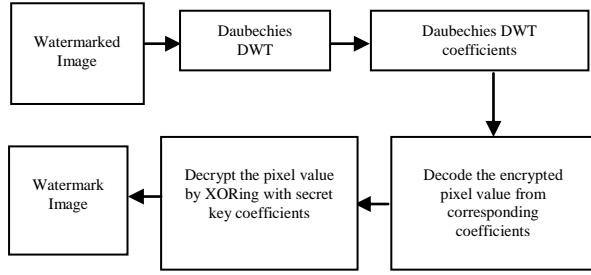 Watermarked
Image
Daubechies
DWT
Daubechies DWT
coefficients
Decode the encrypted
pixel value from
corresponding
coefficients
Decrypt the pixel value
by XORing with secret
key coefficients
Watermark
Image